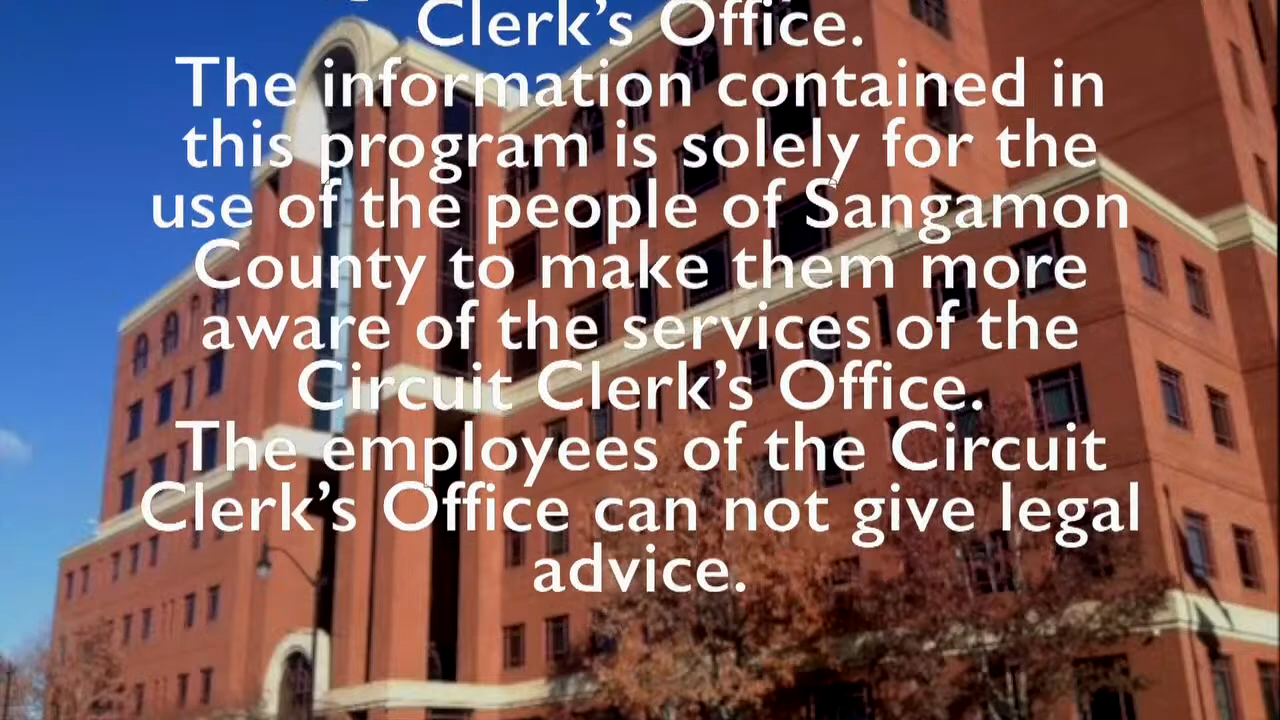 Clerk’s Office.
The information contained in
this program is solely for the
use of the people of Sangamon
County to make them more
aware of the services of the
Circuit Clerk’s Office.
The employees of the Circuit
Clerk’s Office can not give legal
advice.